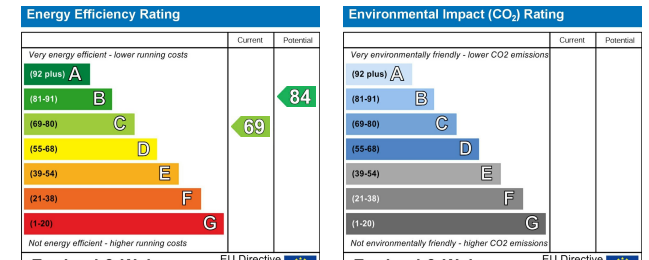 Energy Efficiency Rating
Current Potential
Very energy efficient - lower running costs
(92 plus) A
(81-91) B
84
(69-80) C
69
(55-68) D
(39-54) E
(21-38) F
(1-20) G
Not energy efficient - higher running costs
EU Directive
Environmental Impact (CO2) Rating
Current Potential
Very environmentally friendly - lower CO2 emissions
(92 plus) A
(81-91) B
(69-80) C
(55-68) D
(39-54) E
(21-38) F
(1-20) G
Not environmentally friendly - higher CO2 emissions
EU Directive